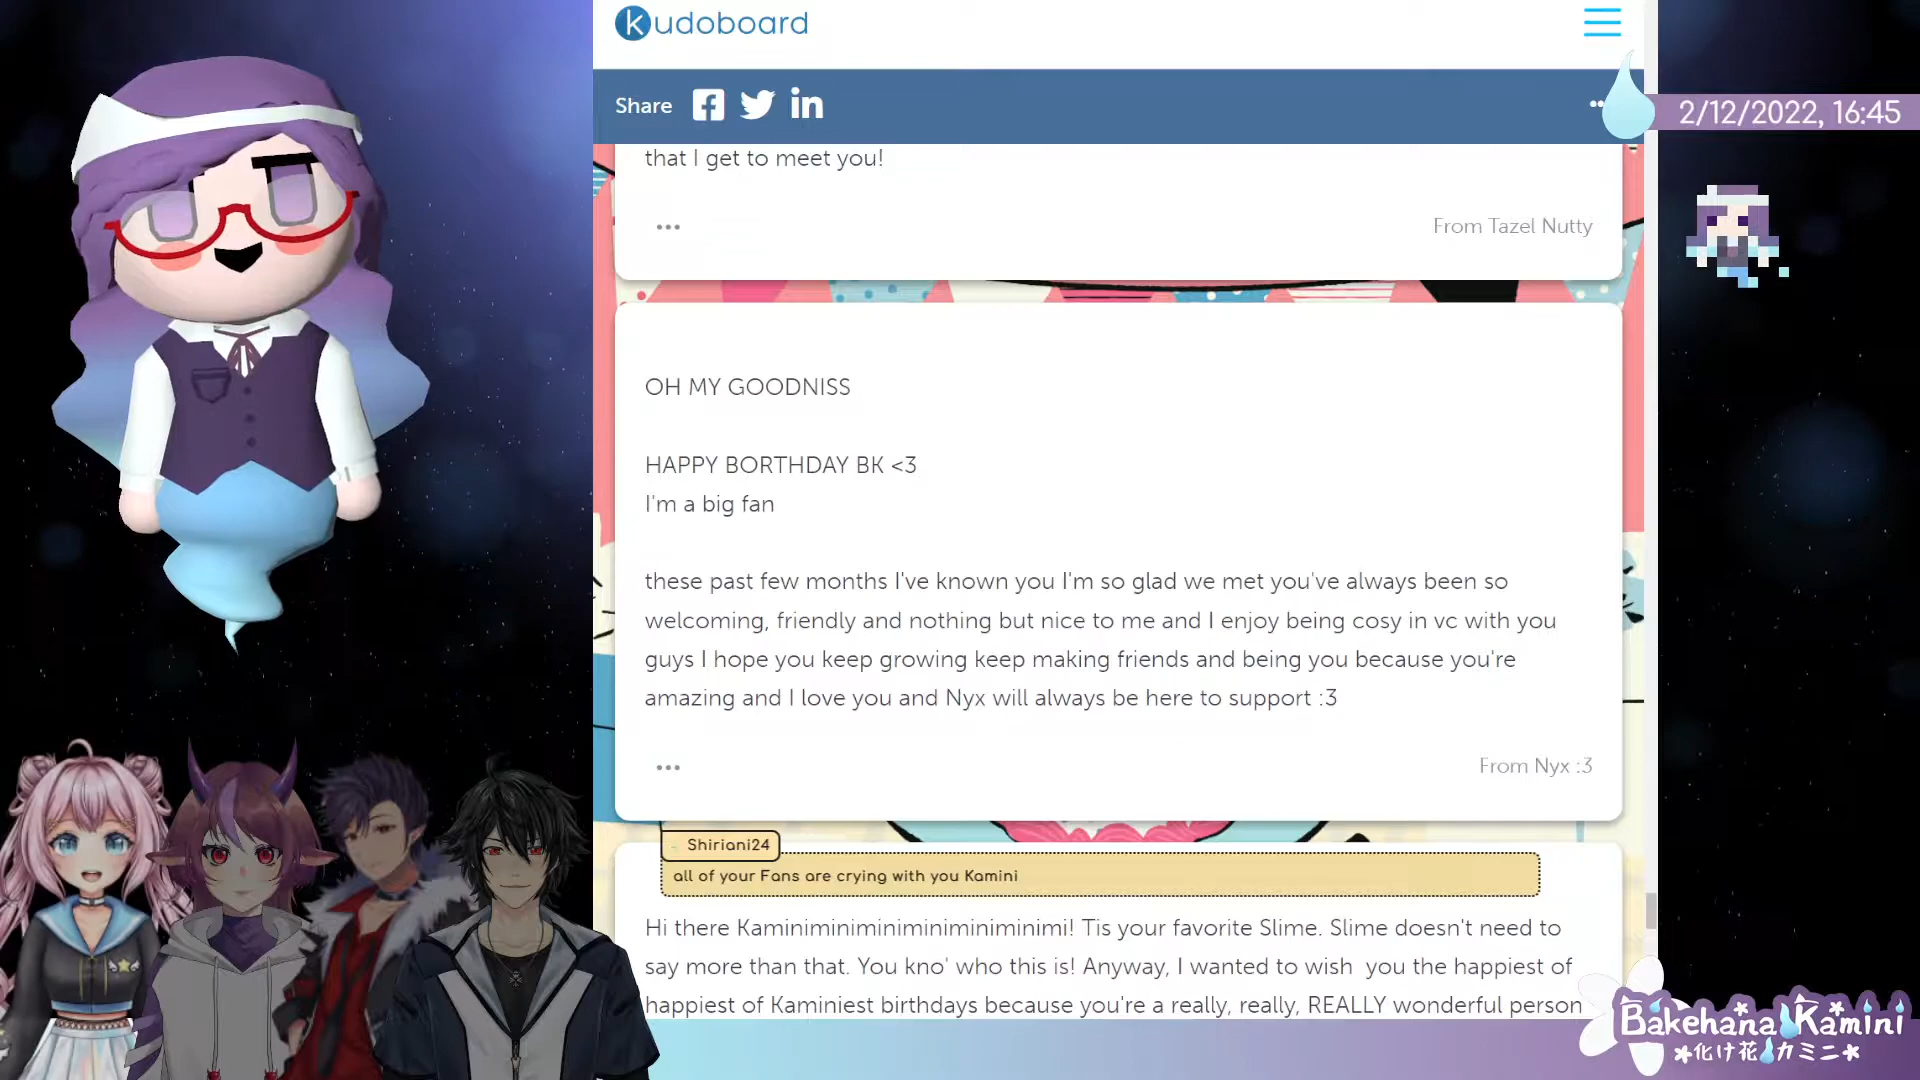 kudoboard
Share
2/12/2022, 16:45
that I get to meet you!
From Tazel Nutty
OH MY GOODNISS
HAPPY BORTHDAY BK <3
I'm a big fan
these past few months I've known you I'm so glad we met you've always been so
welcoming, friendly and nothing but nice to me and I enjoy being cosy in vc with you
guys I hope you keep growing keep making friends and being you because you're
amazing and I love you and Nyx will always be here to support :3
From Nyx :3
Shiriani24
all of your Fans are crying with you Kamini
Hi there Kaminiminiminiminiminiminimi! Tis your favorite Slime. Slime doesn't need to
say more than that. You kno' who this is! Anyway, I wanted to wish you the happiest of
happiest of Kaminiest birthdays because you're a really, really, REALLY wonderful person
Bakehana Kamini
化け花カミニ